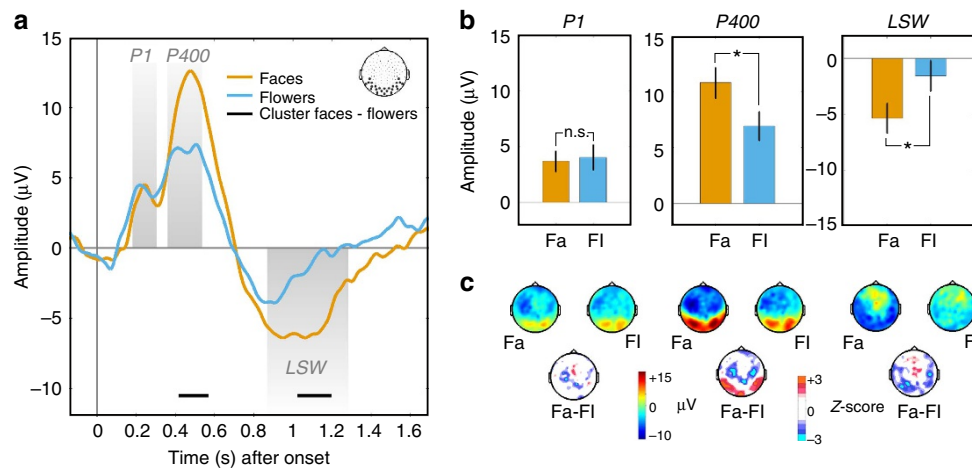 a
P1 P400
15
10
5
0
−5
−10
Amplitude (µV)
Faces
Flowers
Cluster faces - flowers
LSW
0 0.2 0.4 0.6 0.8 1 1.2 1.4 1.6
Time (s) after onset
b
P1 P400 LSW
Amplitude (µV)
15
10
5
0
n.s.
Fa Fl
15
10
5
0
*
Fa Fl
0
−5
−10
−15
*
Fa Fl
c
Fa Fl Fa Fl Fa F
Fa-Fl Fa-Fl Fa-Fl
+15
0
−10
µV
+3
0
−3
Z-score